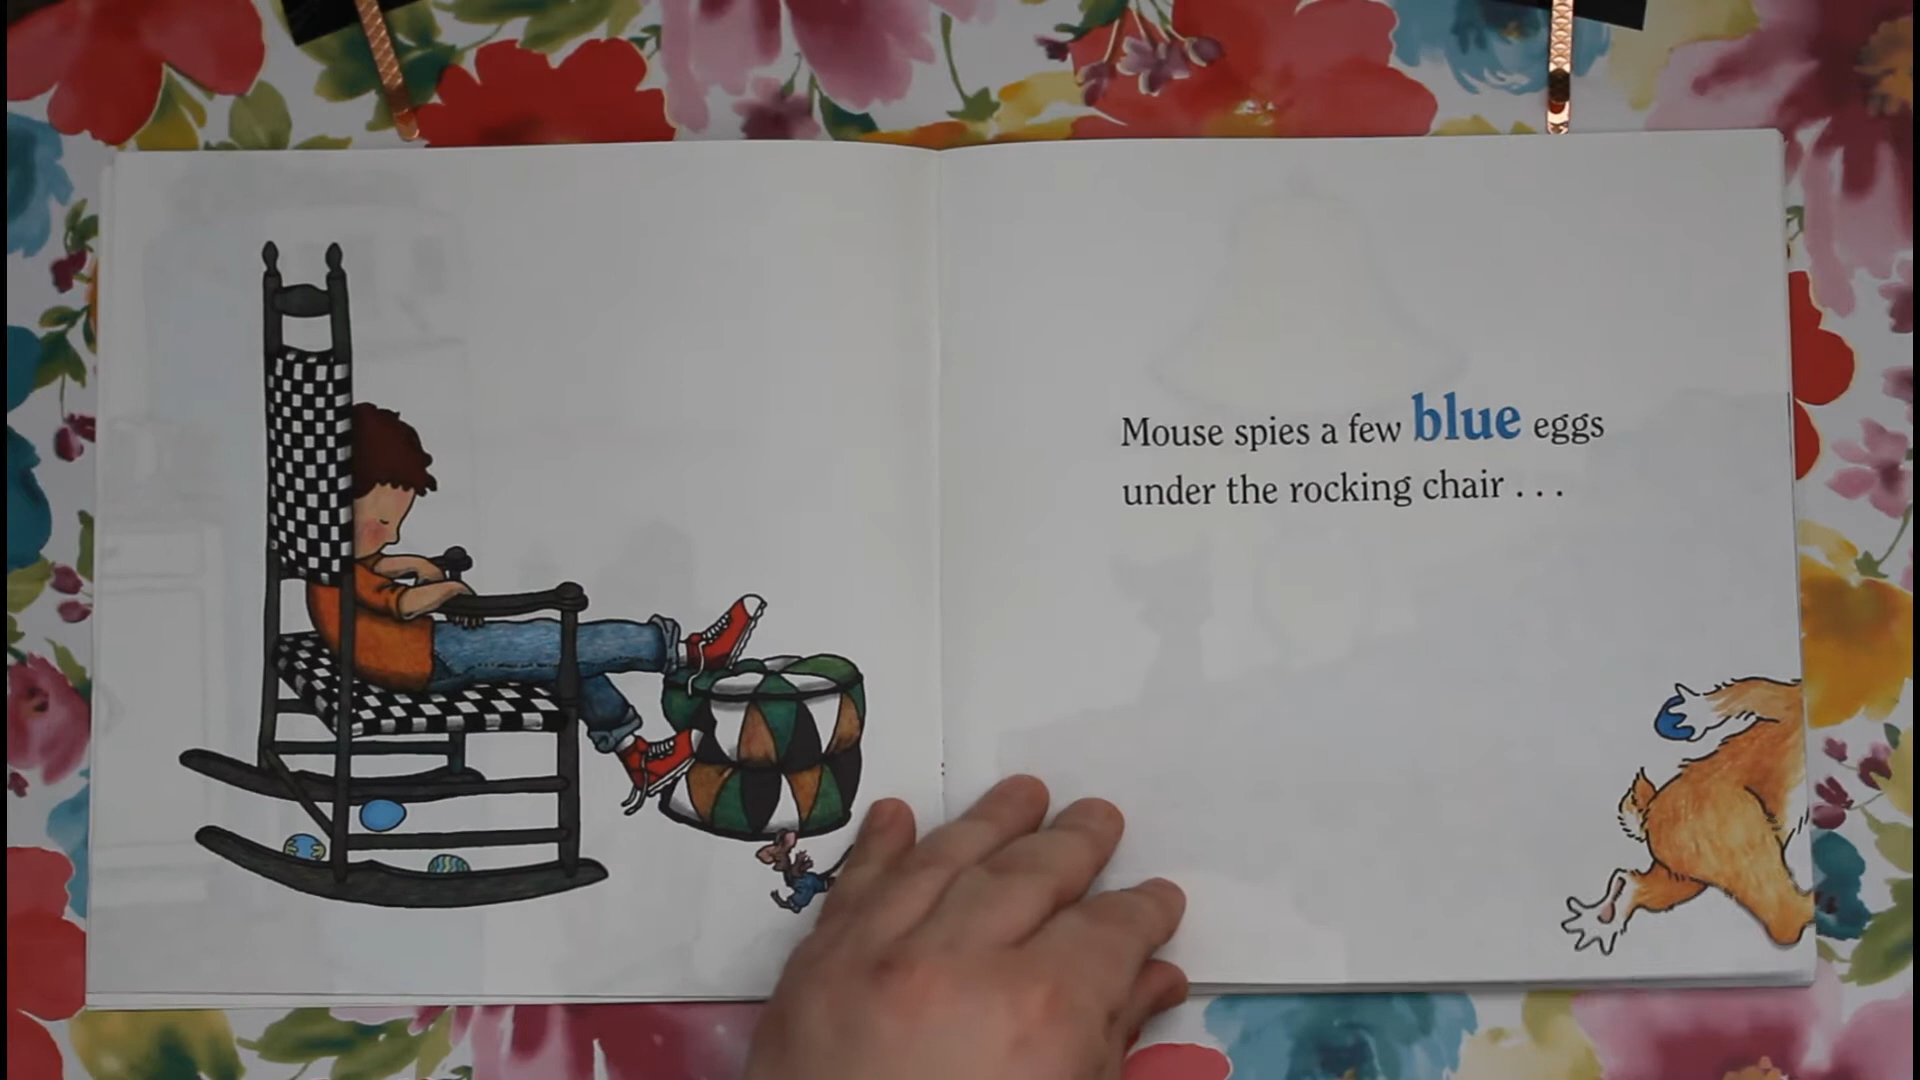 Mouse spies a few blue eggs
under the rocking chair . . .